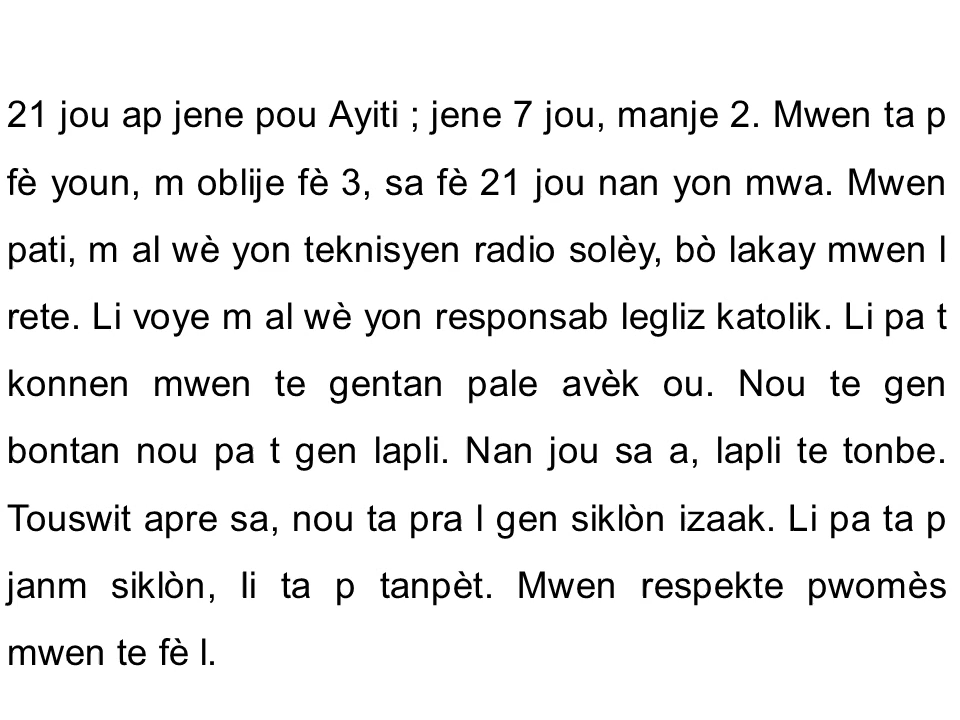 21 jou ap jene pou Ayiti ; jene 7 jou, manje 2. Mwen ta p
fè youn, m oblije fè 3, sa fè 21 jou nan yon mwa. Mwen
pati, m al wè yon teknisyen radio solèy, bò lakay mwen l
rete. Li voye m al wè yon responsab legliz katolik. Li pa t
konnen mwen te gentan pale avèk ou. Nou te gen
bontan nou pa t gen lapli. Nan jou sa a, lapli te tonbe.
Touswit apre sa, nou ta pra l gen siklòn izaak. Li pa ta p
janm siklòn, li ta p tanpèt. Mwen respekte pwomès
mwen te fè l.